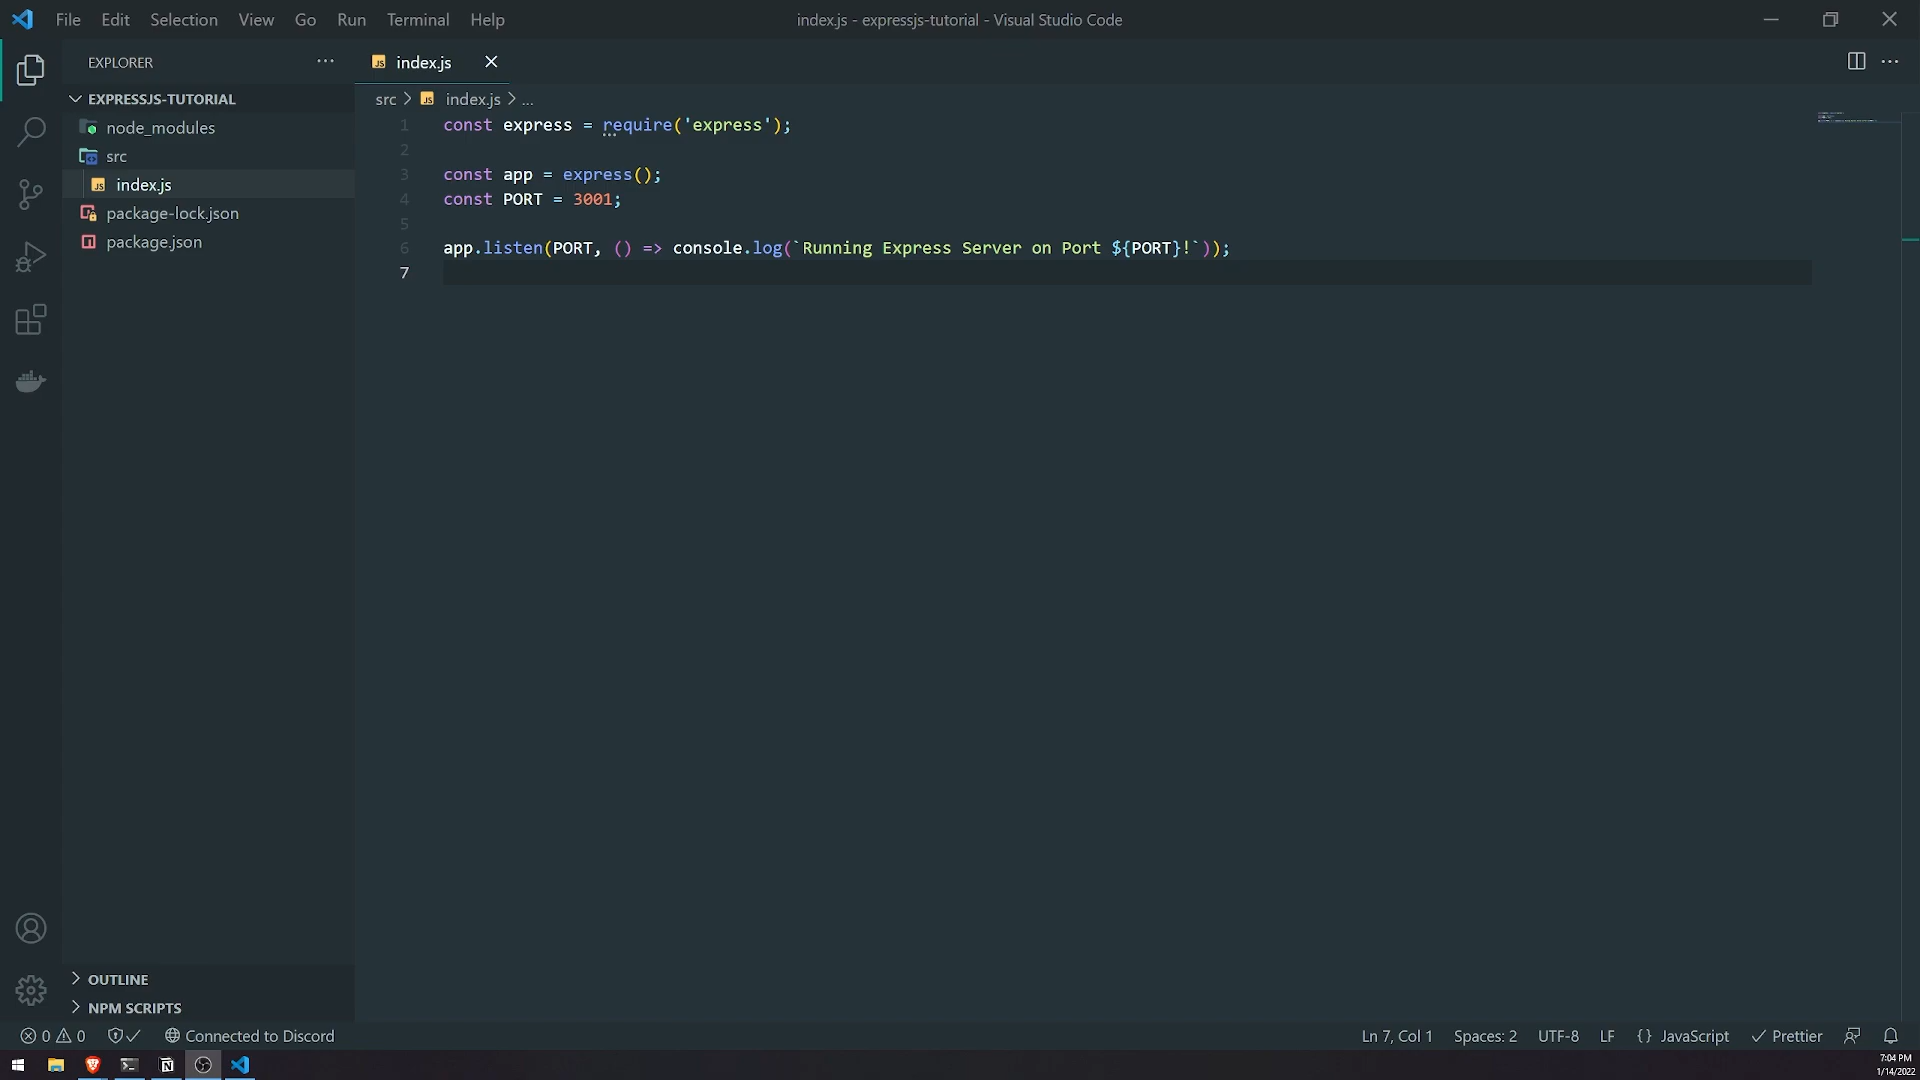 File Edit Selection View Go Run Terminal Help
index.js - expressjs-tutorial - Visual Studio Code
EXPLORER
index.js
EXPRESSJS-TUTORIAL
node_modules
src
index.js
package-lock.json
package.json
src > JS index.js > ...
1 const express = require('express');
2
3 const app = express();
4 const PORT = 3001;
5
6 app.listen(PORT, () => console.log(`Running Express Server on Port ${PORT}!`));
7
OUTLINE
NPM SCRIPTS
0 0 Connected to Discord
Ln 7, Col 1 Spaces: 2 UTF-8 LF {} JavaScript Prettier
7:04 PM
1/14/2022